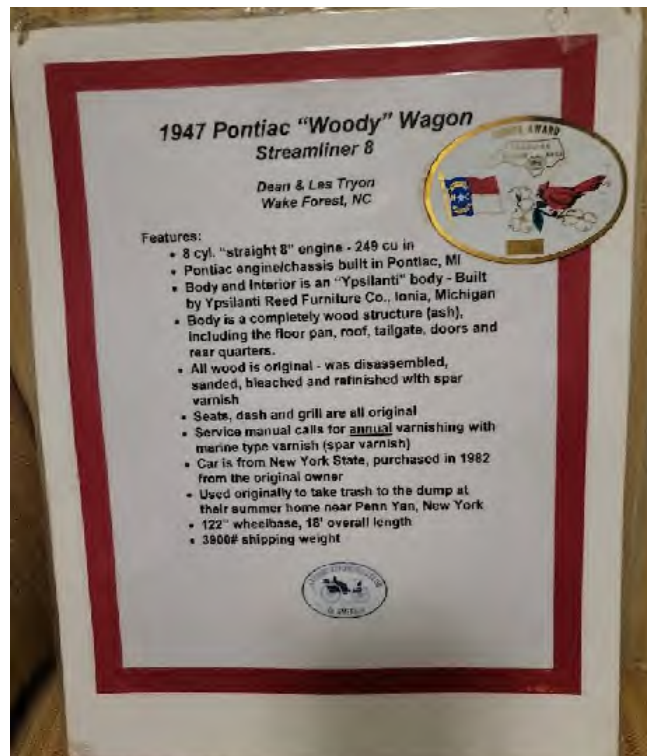 1947 Pontiac "Woody" Wagon
Streamliner 8
Dean & Les Tryon
Wake Forest, NC
AWARD
Features:
• 8 cyl. "straight 8" engine - 249 cu in
• Pontiac engine/chassis built in Pontiac, MI
• Body and Interior is an "Ypsilanti" body - Built
by Ypsilanti Reed Furniture Co., Ionia, Michigan
• Body is a completely wood structure (ash),
including the floor pan, roof, tailgate, doors and
rear quarters.
• All wood is original - was disassembled,
sanded, bleached and refinished with spar
varnish
• Seats, dash and grill are all original
• Service manual calls for annual varnishing with
marine type varnish (spar varnish)
• Car is from New York State, purchased in 1982
from the original owner
• Used originally to take trash to the dump at
their summer home near Penn Yan, New York
• 122" wheelbase, 18' overall length
• 3900# shipping weight